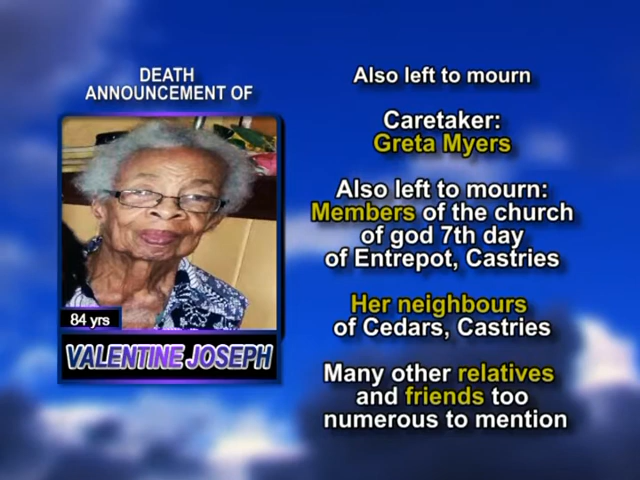 DEATH
ANNOUNCEMENT OF
84 yrs
VALENTINE JOSEPH
Also left to mourn
Caretaker:
Greta Myers
Also left to mourn:
Members of the church
of god 7th day
of Entrepot, Castries
Her neighbours
of Cedars, Castries
Many other relatives
and friends too
numerous to mention